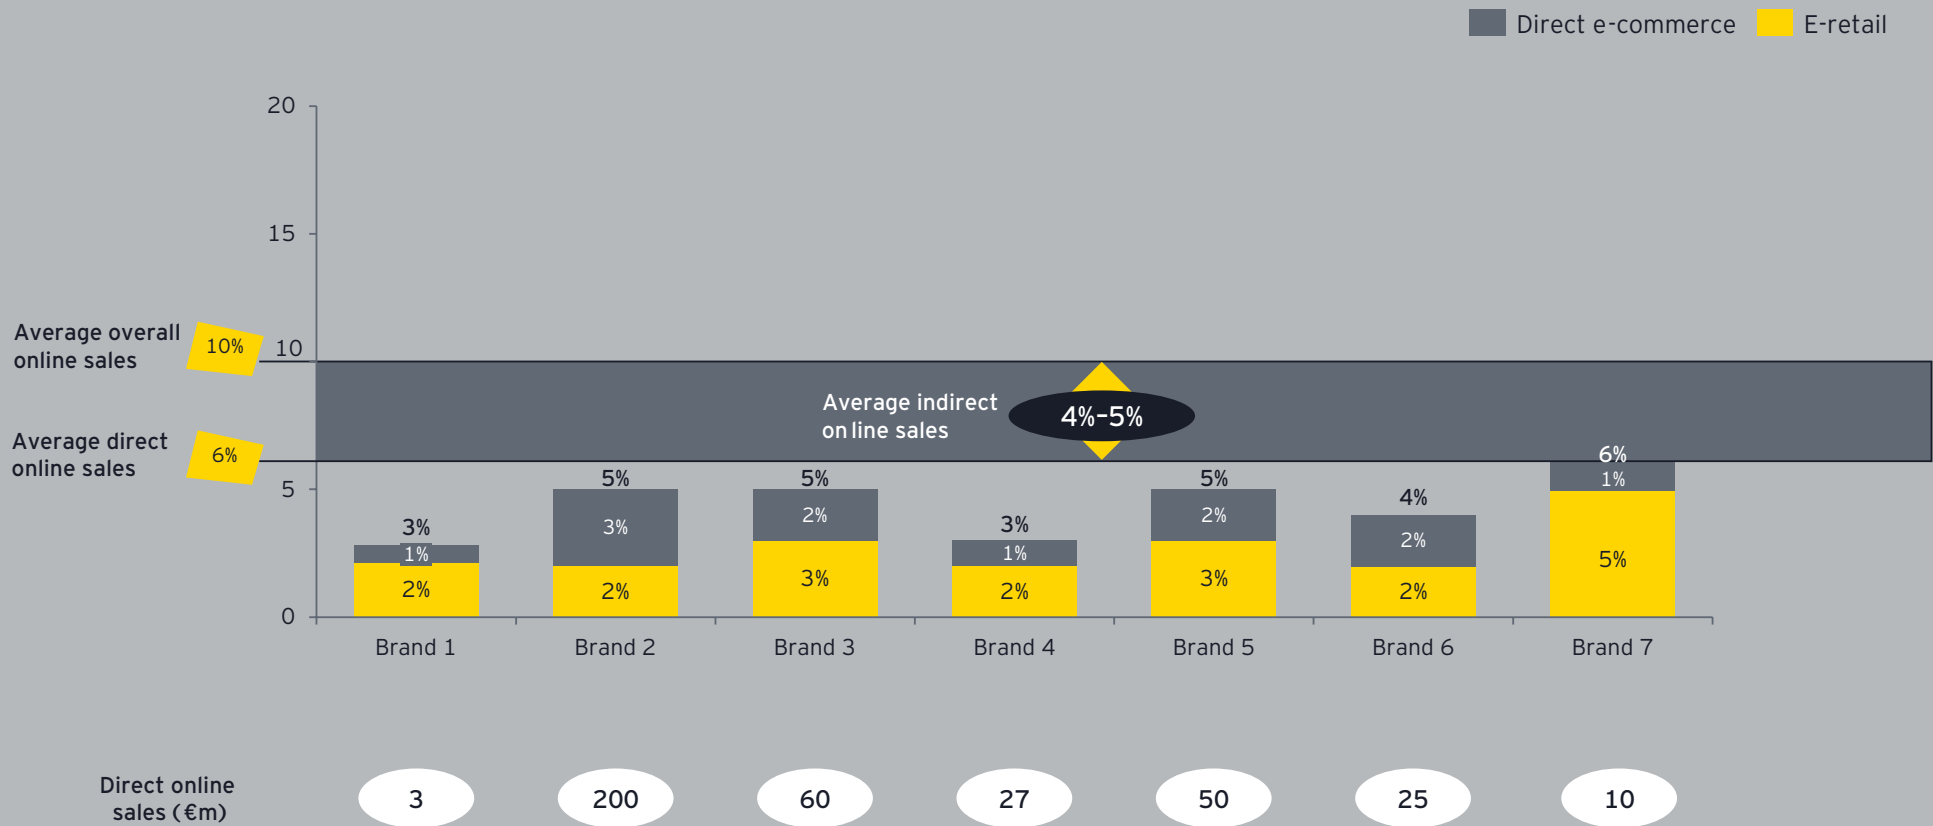 Direct e-commerce E-retail
20
15
Average overall
online sales
10%
10
Average indirect
on line sales
4%–5%
Average direct
online sales
6%
5
0
3%
1%
2%
5%
3%
2%
5%
2%
3%
3%
1%
2%
5%
2%
3%
4%
2%
2%
6%
1%
5%
Brand 1 Brand 2 Brand 3 Brand 4 Brand 5 Brand 6 Brand 7
Direct online
sales (€m)
3 200 60 27 50 25 10